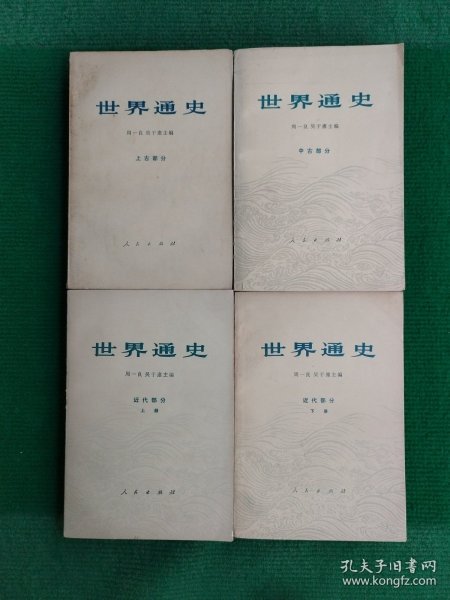 世界通史
周一良 吴于廑主编
上古部分
人民出版社
世界通史
周一良 吴于廑主编
中古部分
人民出版社
世界通史
周一良 吴于廑主编
近代部分
上册
人民出版社
世界通史
周一良 吴于廑主编
近代部分
下册
人民出版社
孔夫子旧书网
www.kongfz.com